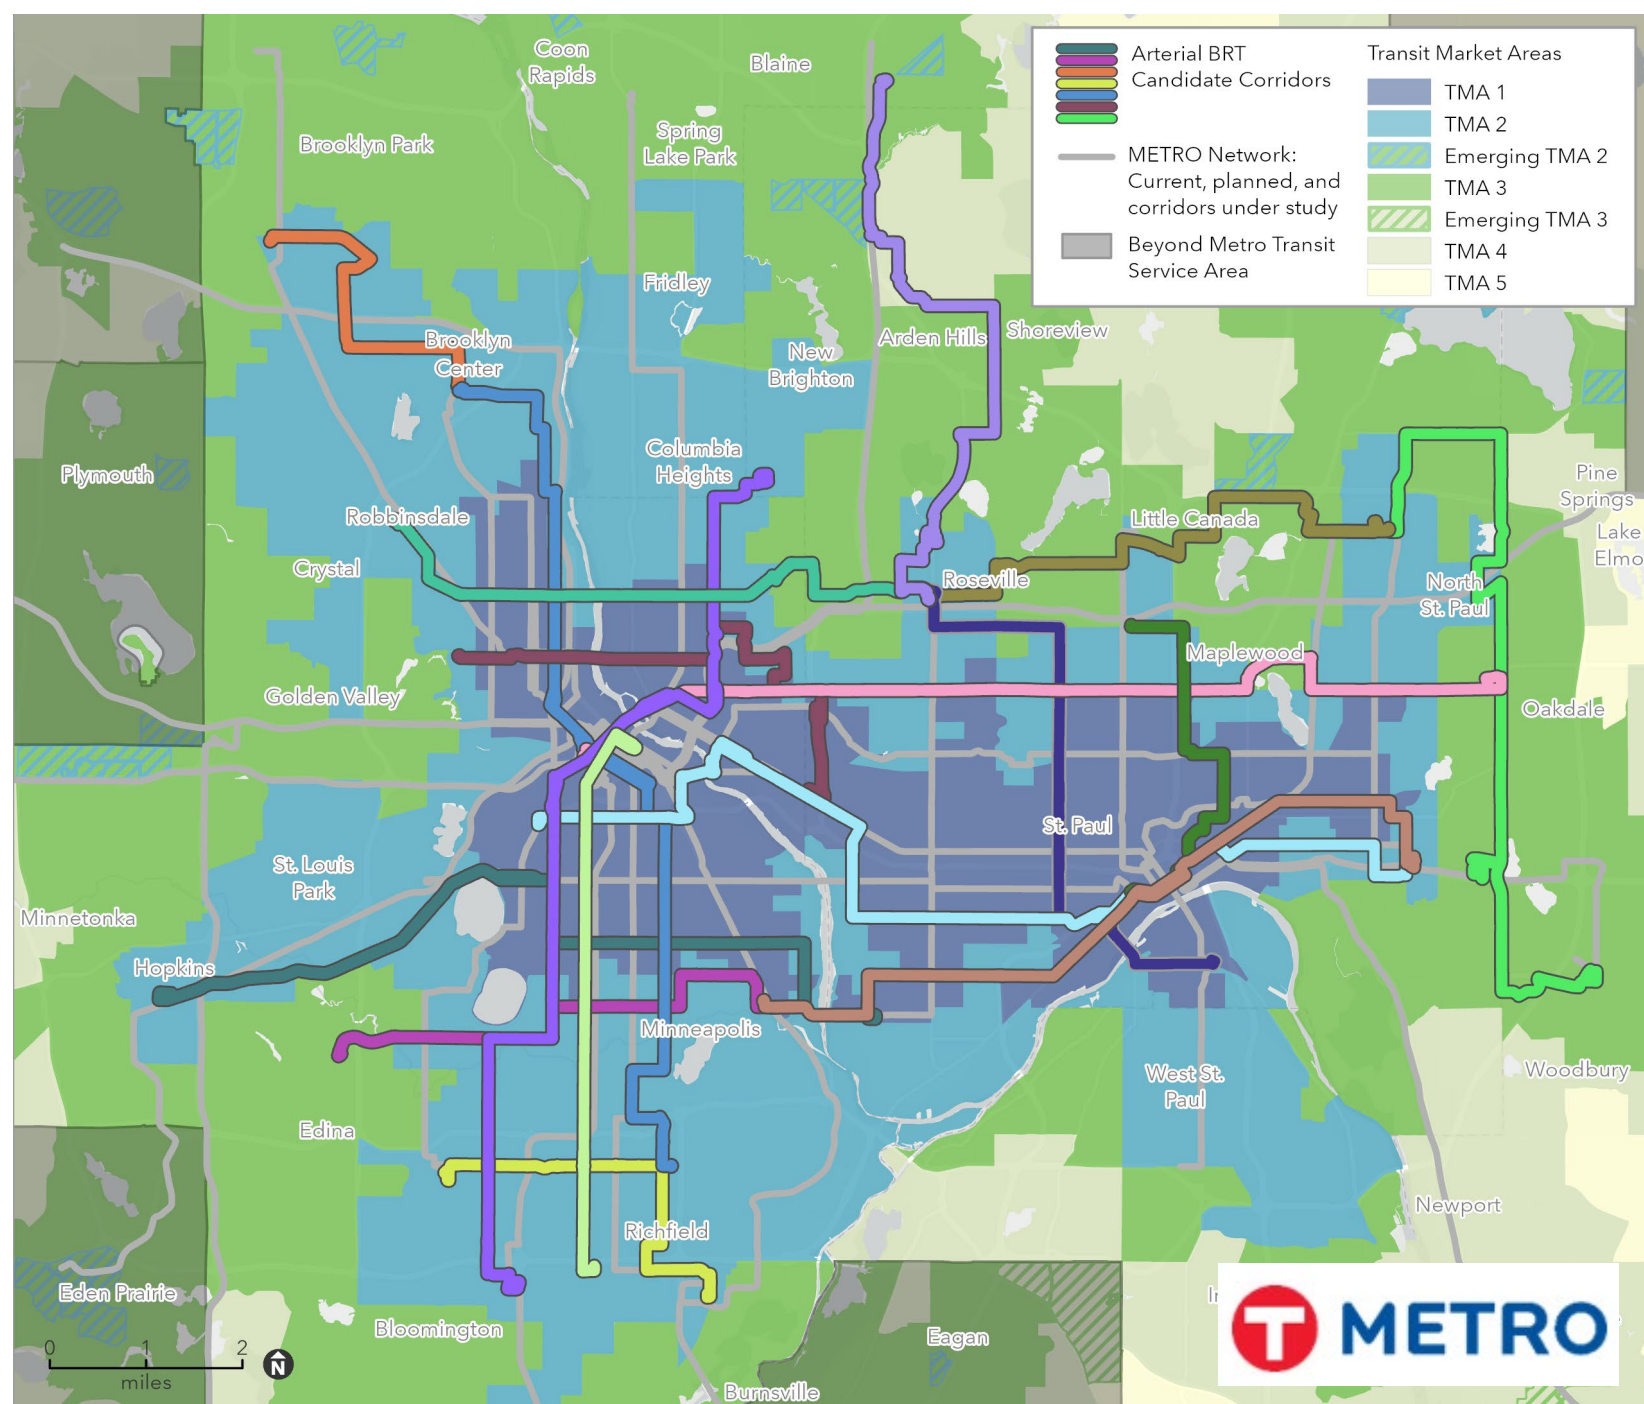 Arterial BRT
Candidate Corridors
METRO Network:
Current, planned, and
corridors under study
Beyond Metro Transit
Service Area
Transit Market Areas
TMA 1
TMA 2
Emerging TMA 2
TMA 3
Emerging TMA 3
TMA 4
TMA 5
Coon
Rapids
Blaine
Brooklyn Park
Spring
Lake Park
Fridley
Brooklyn
Center
New
Brighton
Arden Hills
Shoreview
Columbia
Heights
Plymouth
Pine
Springs
Robbinsdale
Little Canada
Lake
Elmo
Crystal
Roseville
North
St. Paul
Maplewood
Golden Valley
Oakdale
St. Paul
St. Louis
Park
Minnetonka
Hopkins
Minneapolis
West St.
Paul
Woodbury
Edina
Newport
Richfield
Eden Prairie
Bloomington
Eagan
Burnsville
0 1 2
miles
N
T METRO